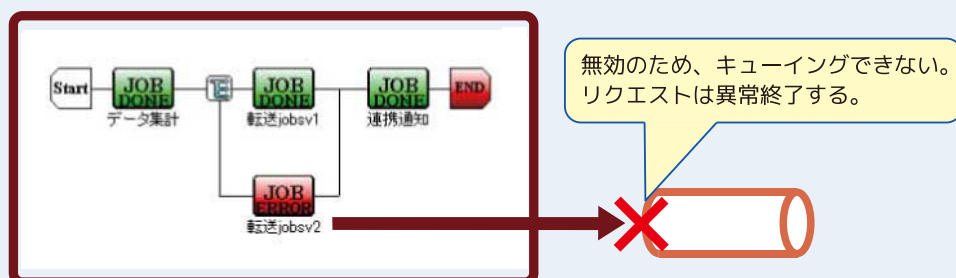 無効のため、キューイングできない。
リクエストは異常終了する。
Start
JOB
DONE
データ集計
E
JOB
DONE
転送jobsv1
JOB
DONE
連携通知
END
JOB
ERROR
転送jobsv2